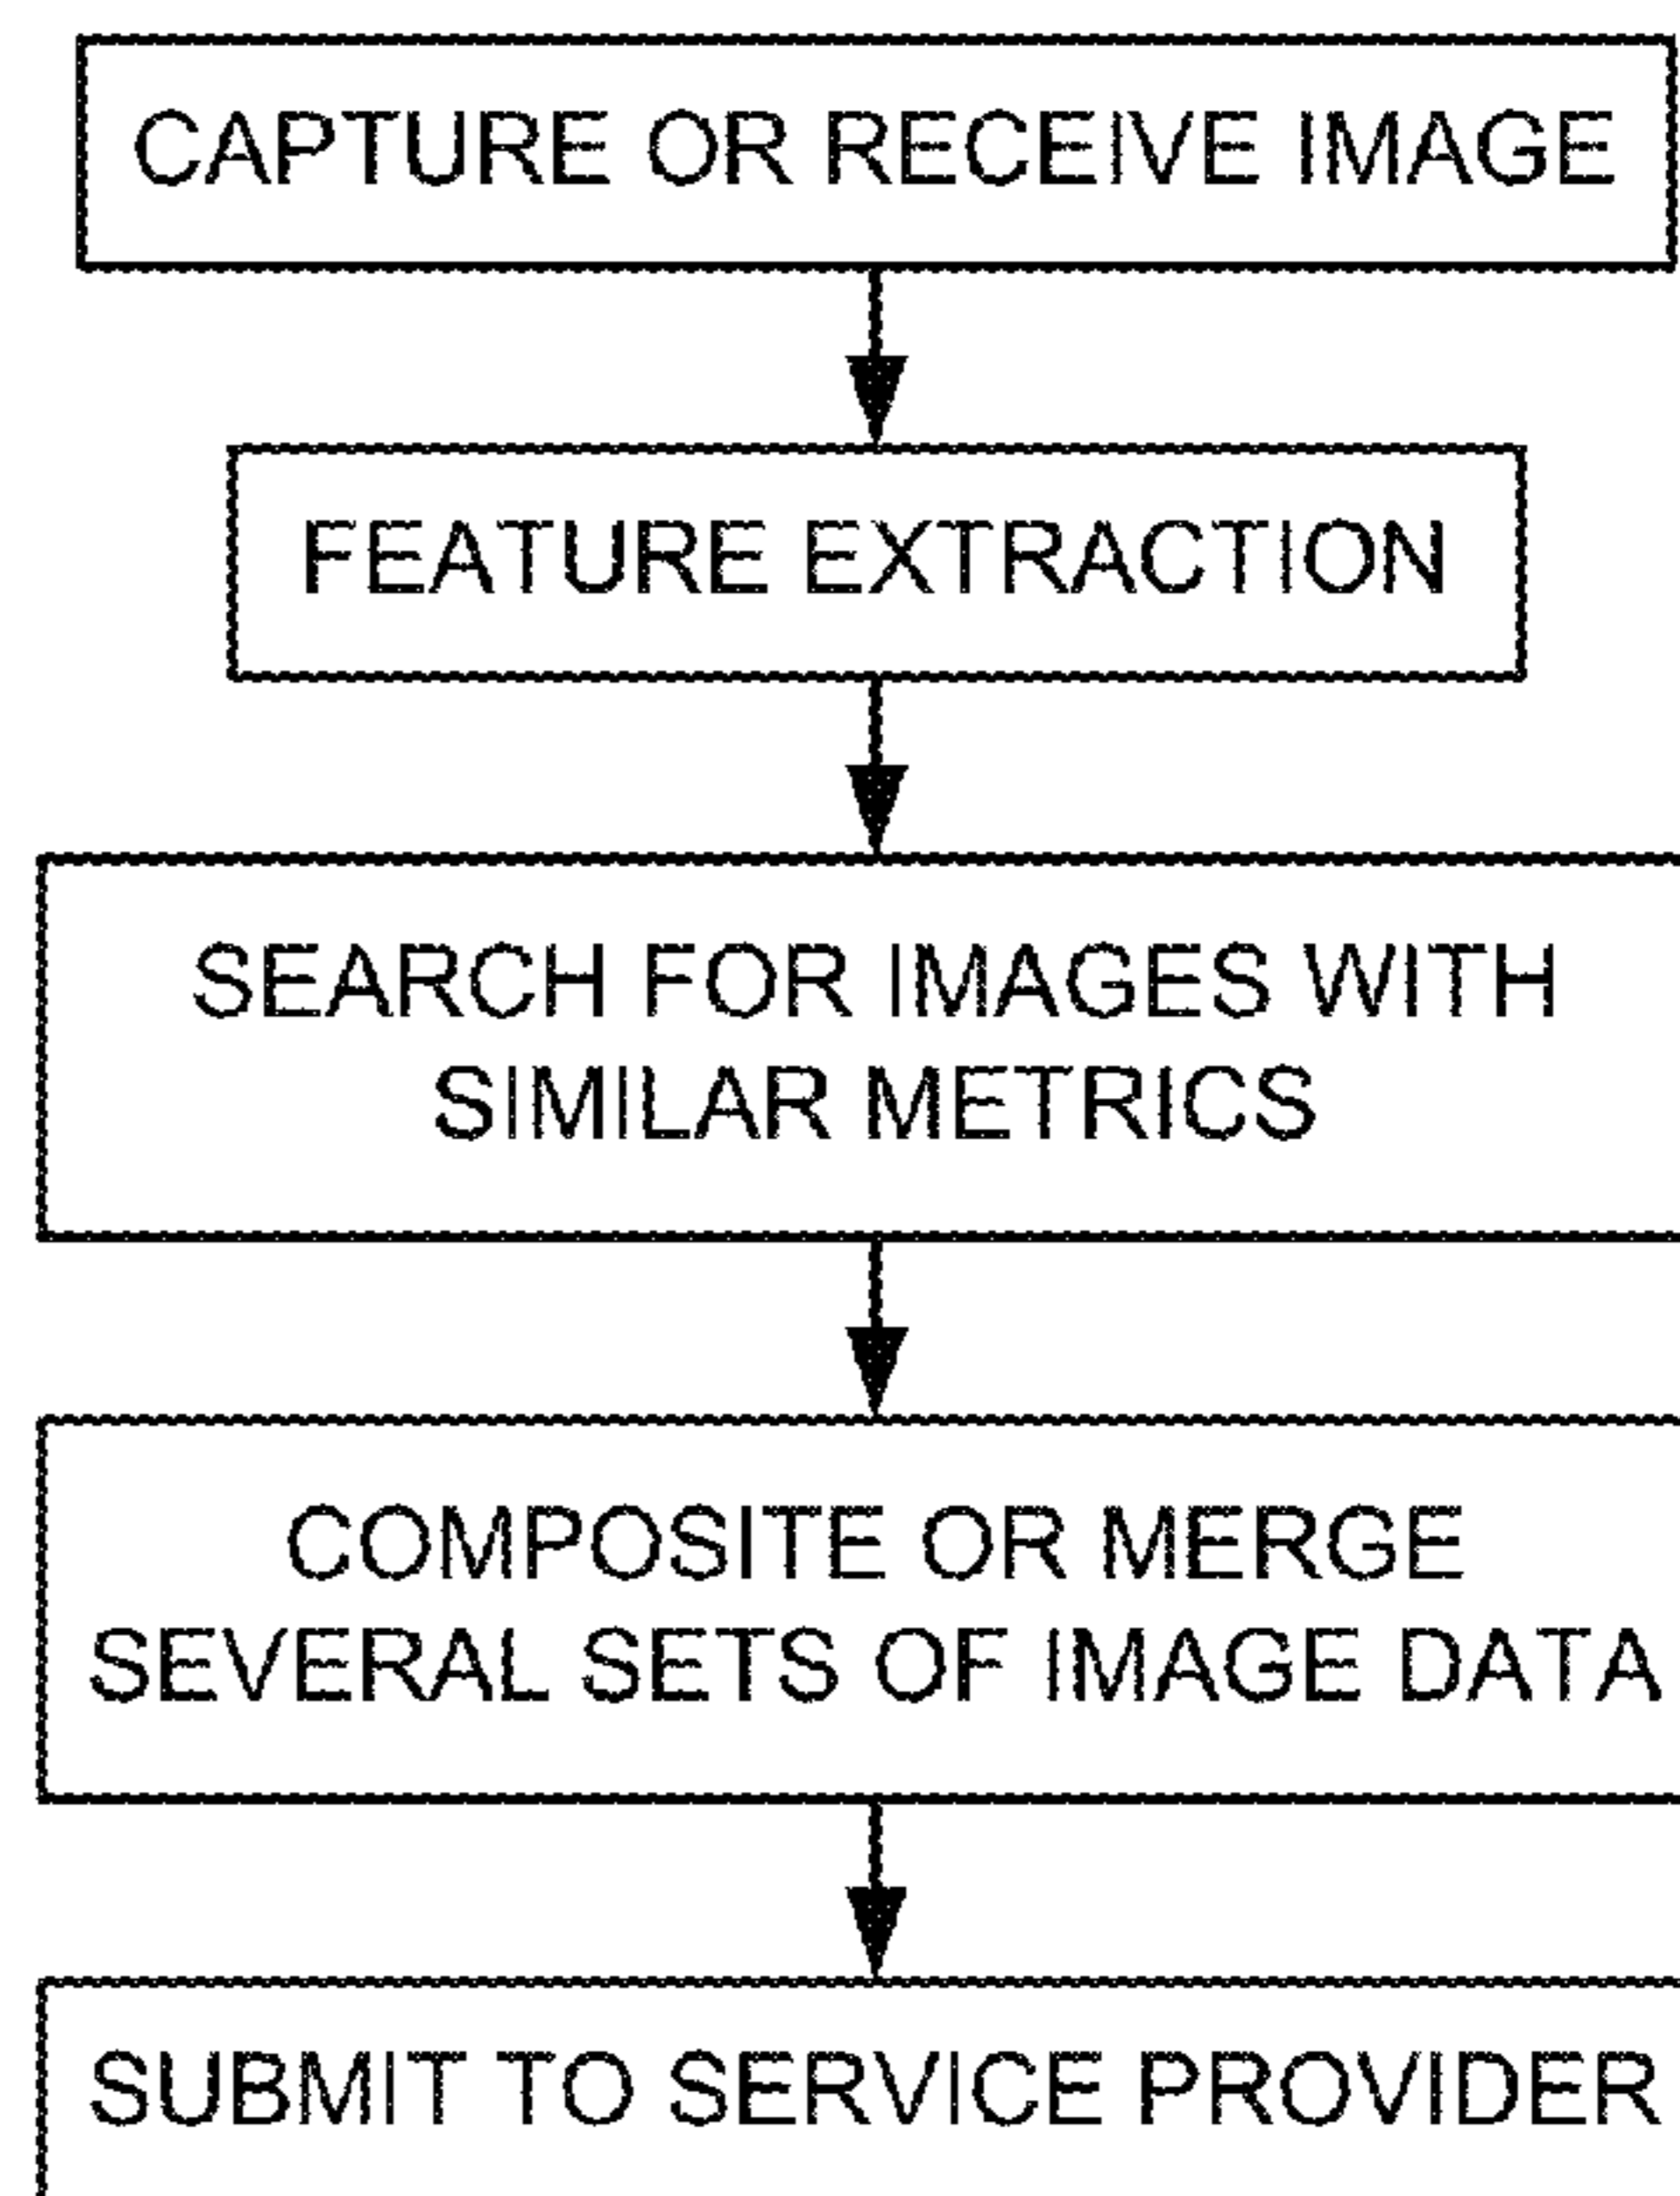 CAPTURE OR RECEIVE IMAGE
FEATURE EXTRACTION
SEARCH FOR IMAGES WITH
SIMILAR METRICS
COMPOSITE OR MERGE
SEVERAL SETS OF IMAGE DATA
SUBMIT TO SERVICE PROVIDER